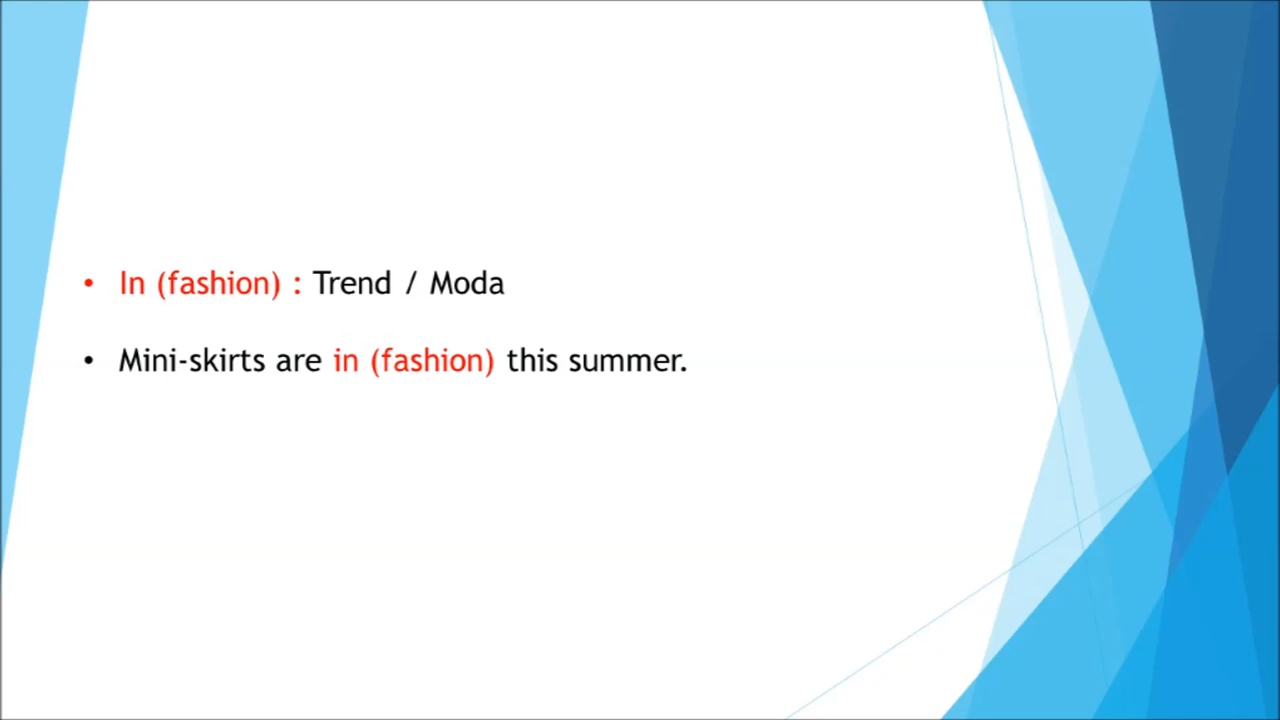 • In (fashion) : Trend / Moda
• Mini-skirts are in (fashion) this summer.